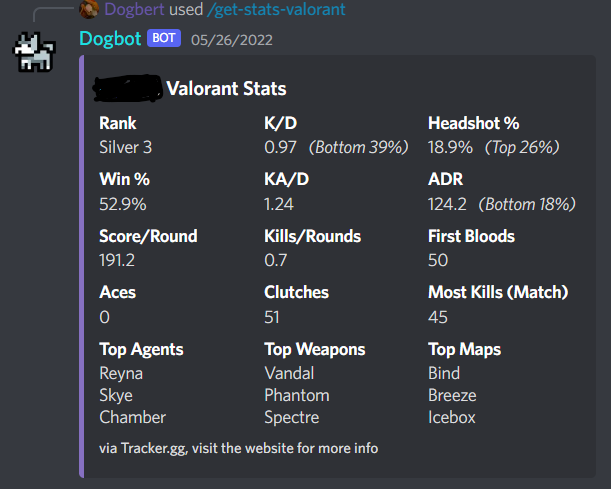 Dogbert used /get-stats-valorant
Dogbot BOT 05/26/2022
Valorant Stats
Rank K/D Headshot %
Silver 3 0.97 (Bottom 39%) 18.9% (Top 26%)
Win % KA/D ADR
52.9% 1.24 124.2 (Bottom 18%)
Score/Round Kills/Rounds First Bloods
191.2 0.7 50
Aces Clutches Most Kills (Match)
0 51 45
Top Agents Top Weapons Top Maps
Reyna Vandal Bind
Skye Phantom Breeze
Chamber Spectre Icebox
via Tracker.gg, visit the website for more info